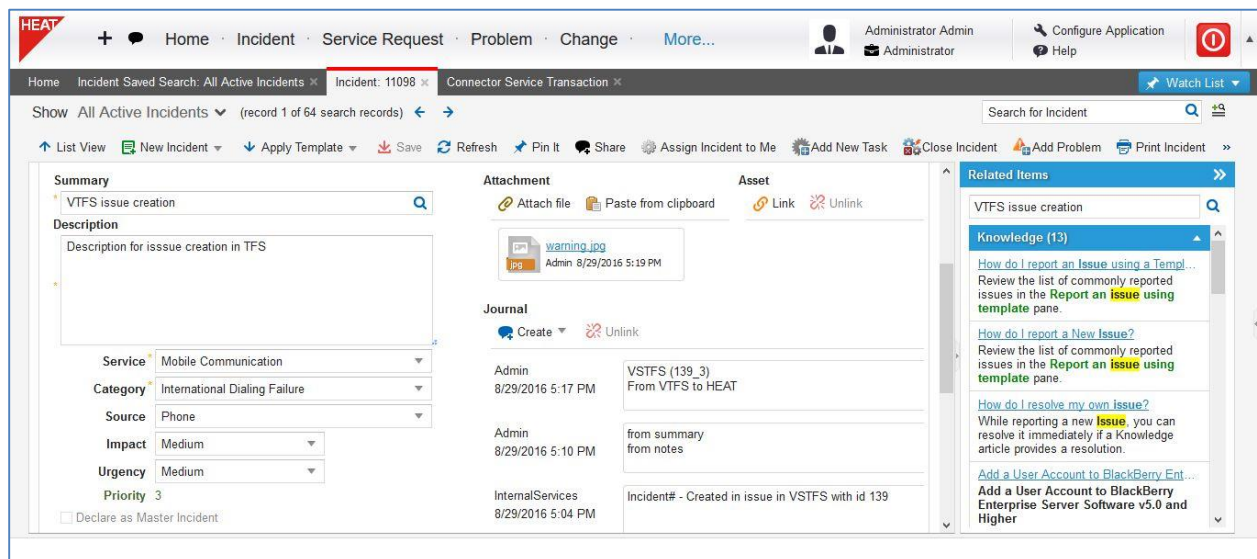 HEAT
Home · Incident · Service Request · Problem · Change · More...
Administrator Admin
Administrator
Configure Application
Help
Home Incident Saved Search: All Active Incidents × Incident: 11098 × Connector Service Transaction ×
Watch List
Show All Active Incidents (record 1 of 64 search records)
Search for Incident
List View New Incident Apply Template Save Refresh Pin It Share Assign Incident to Me Add New Task Close Incident Add Problem Print Incident »
Summary
* VTFS issue creation
Description
* Description for isssue creation in TFS
Service * Mobile Communication
Category * International Dialing Failure
Source Phone
Impact Medium
Urgency Medium
Priority 3
Declare as Master Incident
Attachment
Attach file Paste from clipboard
jpg
warning.jpg
Admin 8/29/2016 5:19 PM
Asset
Link Unlink
Journal
Create Unlink
Admin
8/29/2016 5:17 PM
VSTFS (139_3)
From VTFS to HEAT
Admin
8/29/2016 5:10 PM
from summary
from notes
InternalServices
8/29/2016 5:04 PM
Incident# - Created in issue in VSTFS with id 139
Related Items
VTFS issue creation
Knowledge (13)
How do I report an Issue using a Templ...
Review the list of commonly reported
issues in the Report an issue using
template pane.
How do I report a New Issue?
Review the list of commonly reported
issues in the Report an issue using
template pane.
How do I resolve my own issue?
While reporting a new Issue, you can
resolve it immediately if a Knowledge
article provides a resolution.
Add a User Account to BlackBerry Ent...
Add a User Account to BlackBerry
Enterprise Server Software v5.0 and
Higher